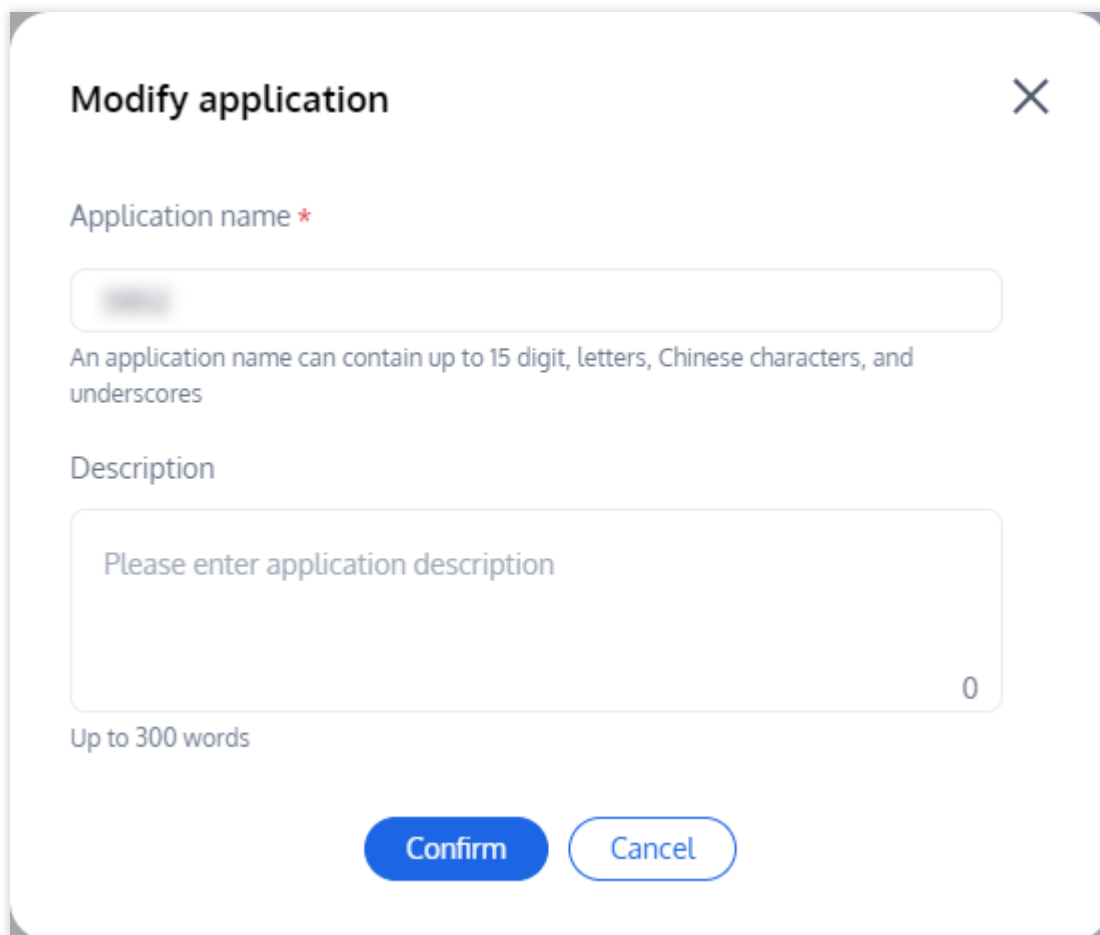 Modify application
Application name *
An application name can contain up to 15 digit, letters, Chinese characters, and
underscores
Description
Please enter application description
0
Up to 300 words
Confirm
Cancel